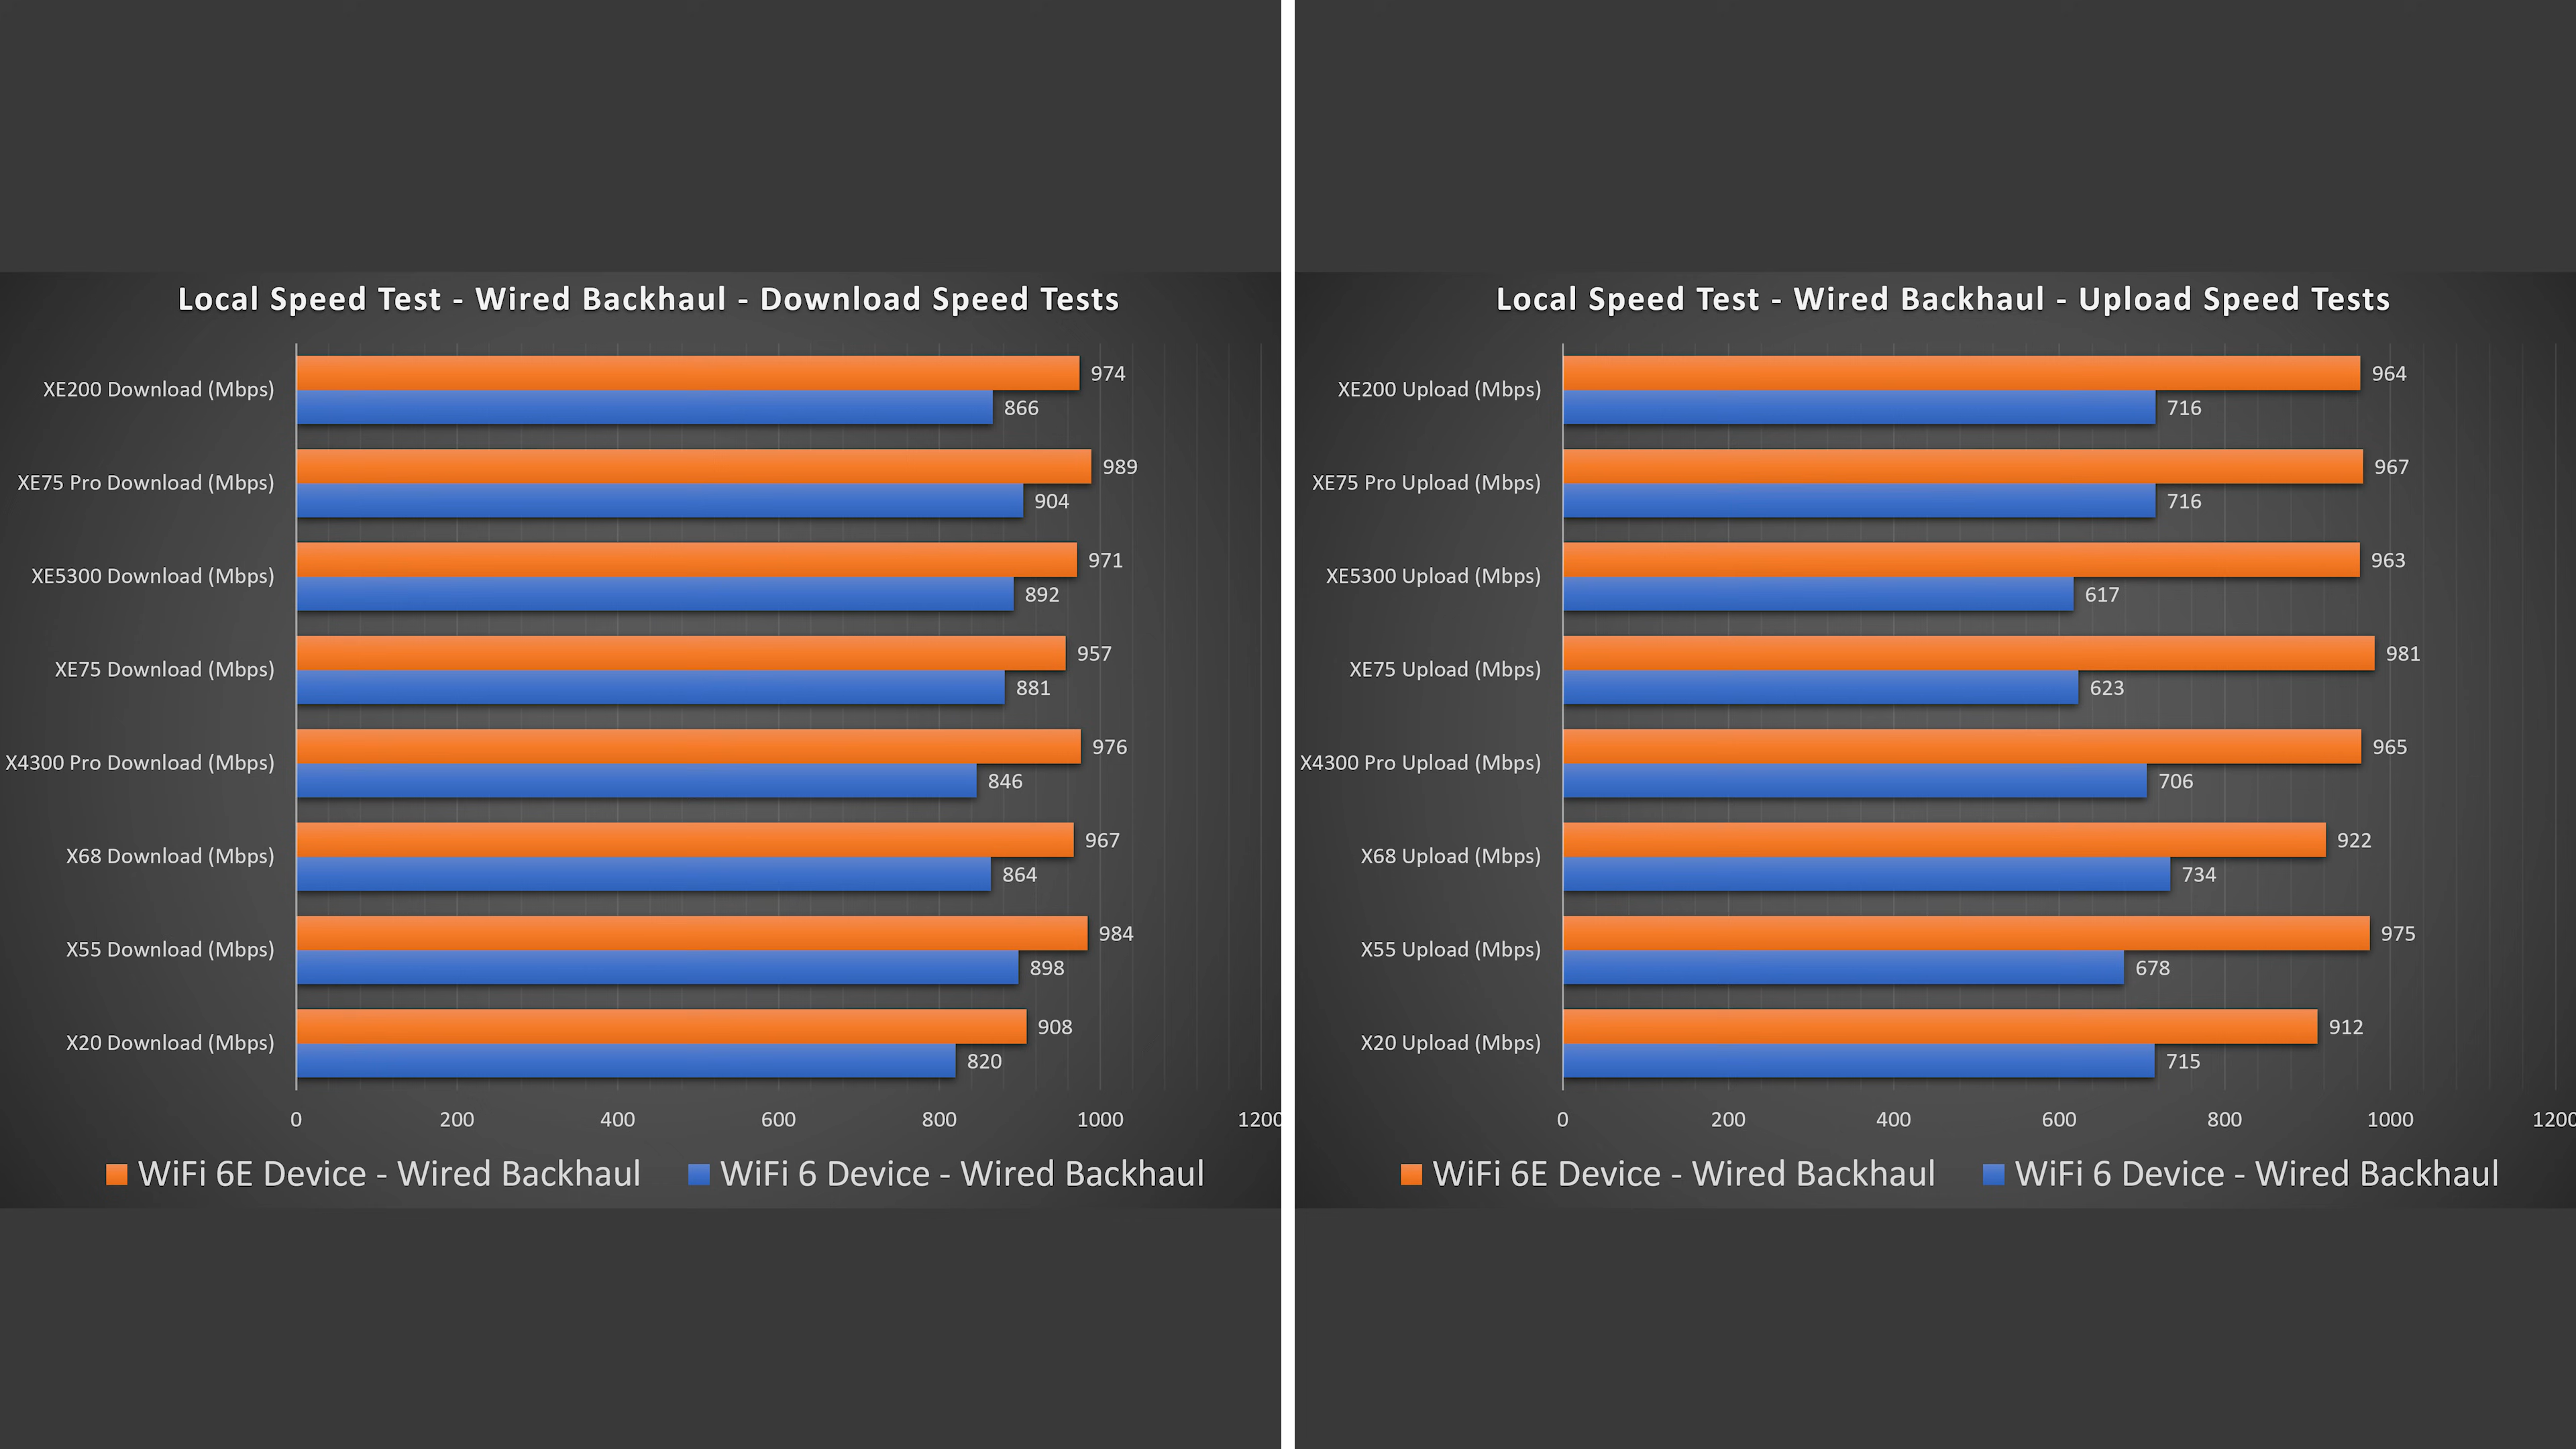 Local Speed Test - Wired Backhaul - Download Speed Tests
XE200 Download (Mbps)
974
866
XE75 Pro Download (Mbps)
989
904
XE5300 Download (Mbps)
971
892
XE75 Download (Mbps)
957
881
X4300 Pro Download (Mbps)
976
846
X68 Download (Mbps)
967
864
X55 Download (Mbps)
984
898
X20 Download (Mbps)
908
820
0 200 400 600 800 1000 1200
WiFi 6E Device - Wired Backhaul WiFi 6 Device - Wired Backhaul
Local Speed Test - Wired Backhaul - Upload Speed Tests
XE200 Upload (Mbps)
964
716
XE75 Pro Upload (Mbps)
967
716
XE5300 Upload (Mbps)
963
617
XE75 Upload (Mbps)
981
623
X4300 Pro Upload (Mbps)
965
706
X68 Upload (Mbps)
922
734
X55 Upload (Mbps)
975
678
X20 Upload (Mbps)
912
715
0 200 400 600 800 1000 1200
WiFi 6E Device - Wired Backhaul WiFi 6 Device - Wired Backhaul